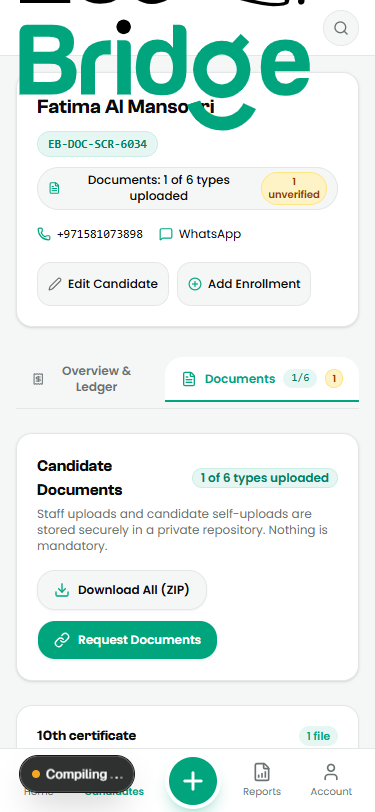 Bridge
Fatima Al Mansoori
EB-DOC-SCR-6034
Documents: 1 of 6 types
uploaded
1
unverified
+971581073898
WhatsApp
Edit Candidate
Add Enrollment
Overview &
Ledger
Documents
1/6
1
Candidate
Documents
1 of 6 types uploaded
Staff uploads and candidate self-uploads are
stored securely in a private repository. Nothing is
mandatory.
Download All (ZIP)
Request Documents
10th certificate
1 file
Compiling ...
Home
Candidates
Reports
Account